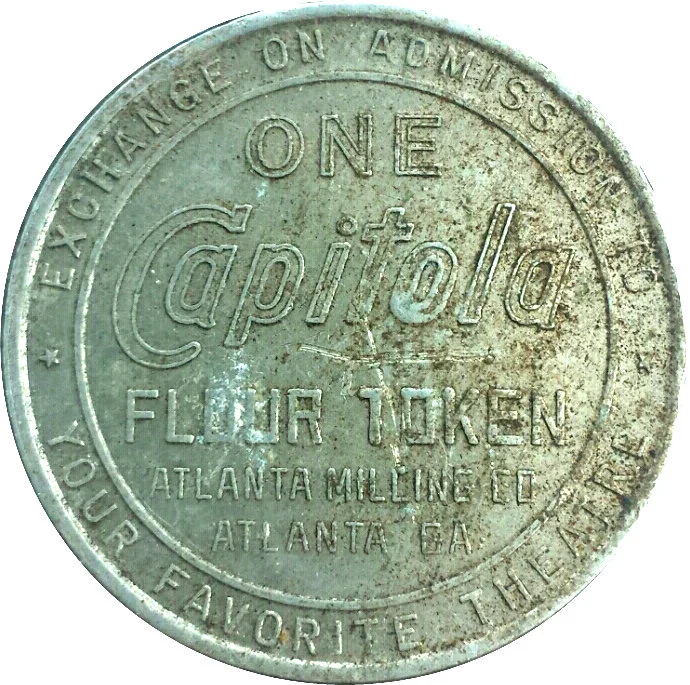 EXCHANGE ON ADMISSION TO
ONE
Capitola
FLOUR TOKEN
ATLANTA MILLING CO
ATLANTA GA
YOUR FAVORITE THEATRE